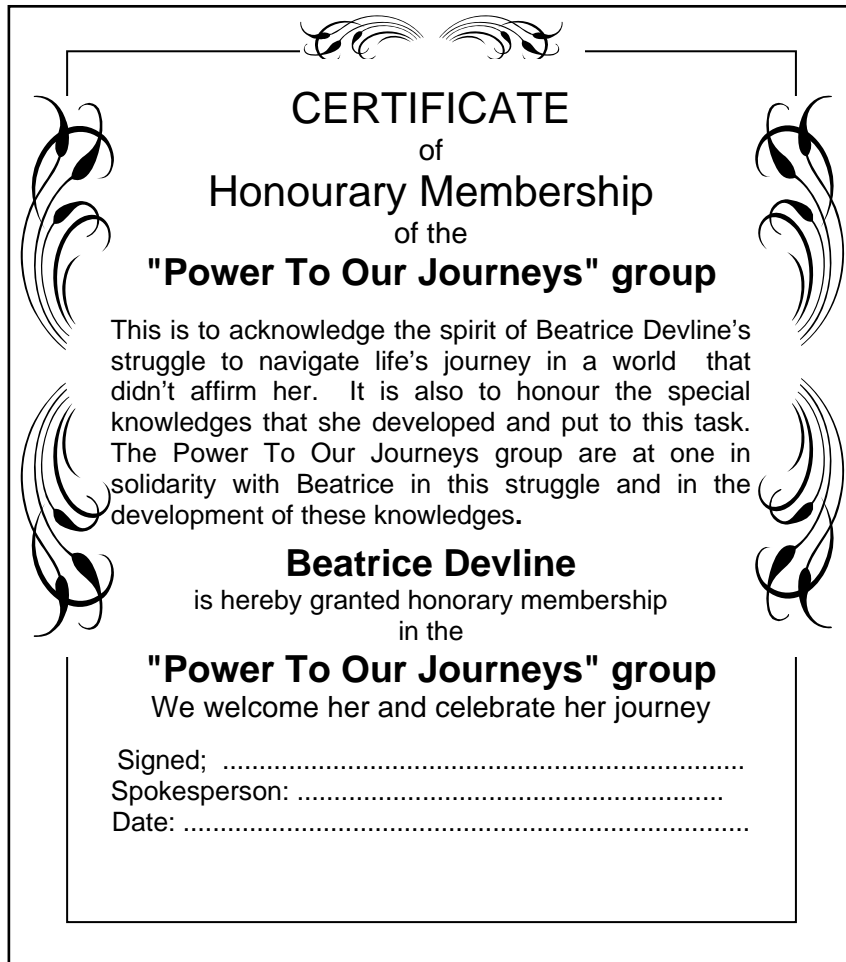 CERTIFICATE
of
Honourary Membership
of the
"Power To Our Journeys" group
This is to acknowledge the spirit of Beatrice Devline’s
struggle to navigate life’s journey in a world that
didn’t affirm her. It is also to honour the special
knowledges that she developed and put to this task.
The Power To Our Journeys group are at one in
solidarity with Beatrice in this struggle and in the
development of these knowledges.
Beatrice Devline
is hereby granted honorary membership
in the
"Power To Our Journeys" group
We welcome her and celebrate her journey
Signed; .......................................................................
Spokesperson: ..........................................................
Date: .............................................................................